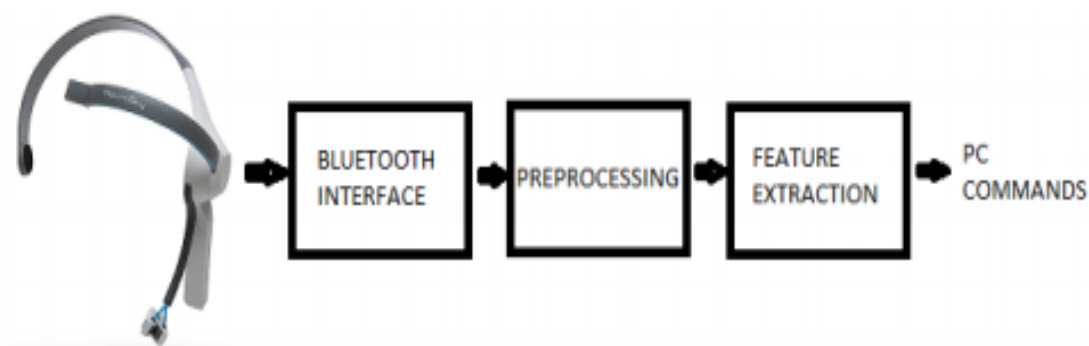 BLUETOOTH
INTERFACE
PREPROCESSING
FEATURE
EXTRACTION
PC
COMMANDS